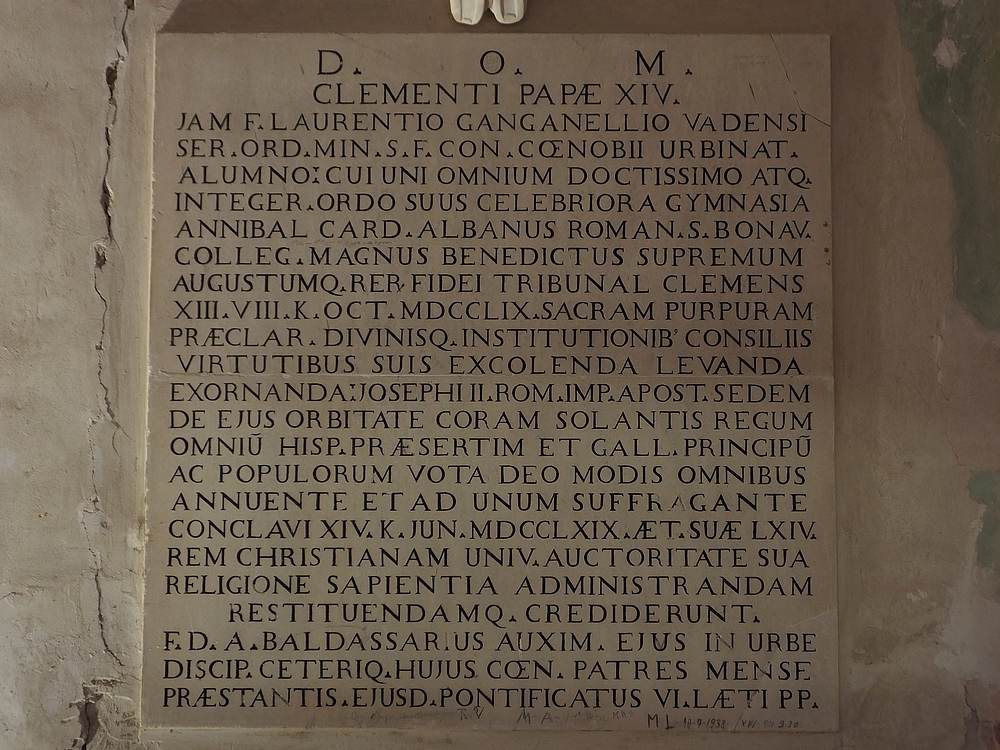 D. O. M.
CLEMENTI PAPÆ XIV.
JAM F. LAURENTIO GANGANELLIO VADENSI
SER. ORD. MIN. S. F. CON. CŒNOBII URBINAT.
ALUMNO: CUI UNI OMNIUM DOCTISSIMO ATQ.
INTEGER. ORDO SUUS CELEBRIORA GYMNASIA
ANNIBAL CARD. ALBANUS ROMAN. S. BONAV.
COLLEG. MAGNUS BENEDICTUS SUPREMUM
AUGUSTUMQ. RER. FIDEI TRIBUNAL CLEMENS
XIII. VIII. K. OCT. MDCCLIX. SACRAM PURPURAM
PRÆCLAR. DIVINISQ. INSTITUTIONIB' CONSILIIS
VIRTUTIBUS SUIS EXCOLENDA LEVANDA
EXORNANDA: JOSEPHI II. ROM. IMP. APOST. SEDEM
DE EJUS ORBITATE CORAM SOLANTIS REGUM
OMNIŪ HISP. PRÆSERTIM ET GALL. PRINCIPŪ
AC POPULORUM VOTA DEO MODIS OMNIBUS
ANNUENTE ET AD UNUM SUFFRAGANTE
CONCLAVI XIV. K. JUN. MDCCLXIX. ÆT. SUÆ LXIV.
REM CHRISTIANAM UNIV. AUCTORITATE SUA
RELIGIONE SAPIENTIA ADMINISTRANDAM
RESTITUENDAMQ. CREDIDERUNT.
F. D. A. BALDASSARIUS AUXIM. EJUS IN URBE
DISCIP. CETERIQ. HUJUS CŒN. PATRES MENSE
PRÆSTANTIS. EJUSD. PONTIFICATUS VI. LÆTI PP.
M L